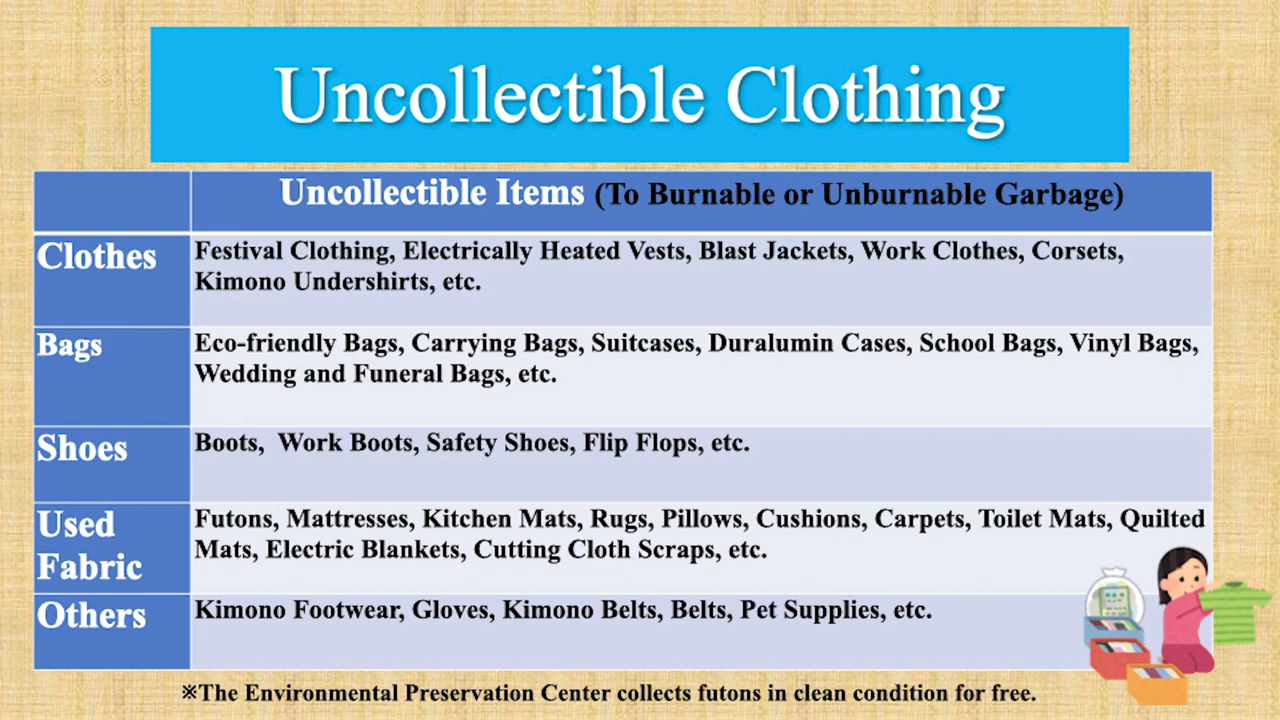 Uncollectible Clothing
Uncollectible Items (To Burnable or Unburnable Garbage)
Clothes
Festival Clothing, Electrically Heated Vests, Blast Jackets, Work Clothes, Corsets,
Kimono Undershirts, etc.
Bags
Eco-friendly Bags, Carrying Bags, Suitcases, Duralumin Cases, School Bags, Vinyl Bags,
Wedding and Funeral Bags, etc.
Shoes
Boots,  Work Boots, Safety Shoes, Flip Flops, etc.
Used
Fabric
Futons, Mattresses, Kitchen Mats, Rugs, Pillows, Cushions, Carpets, Toilet Mats, Quilted
Mats, Electric Blankets, Cutting Cloth Scraps, etc.
Others
Kimono Footwear, Gloves, Kimono Belts, Belts, Pet Supplies, etc.
※The Environmental Preservation Center collects futons in clean condition for free.